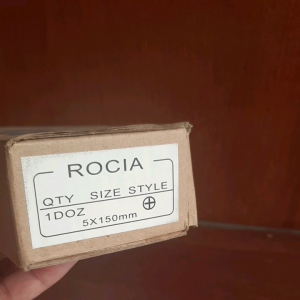 ROCIA
QTY SIZE STYLE
1DOZ
5X150mm